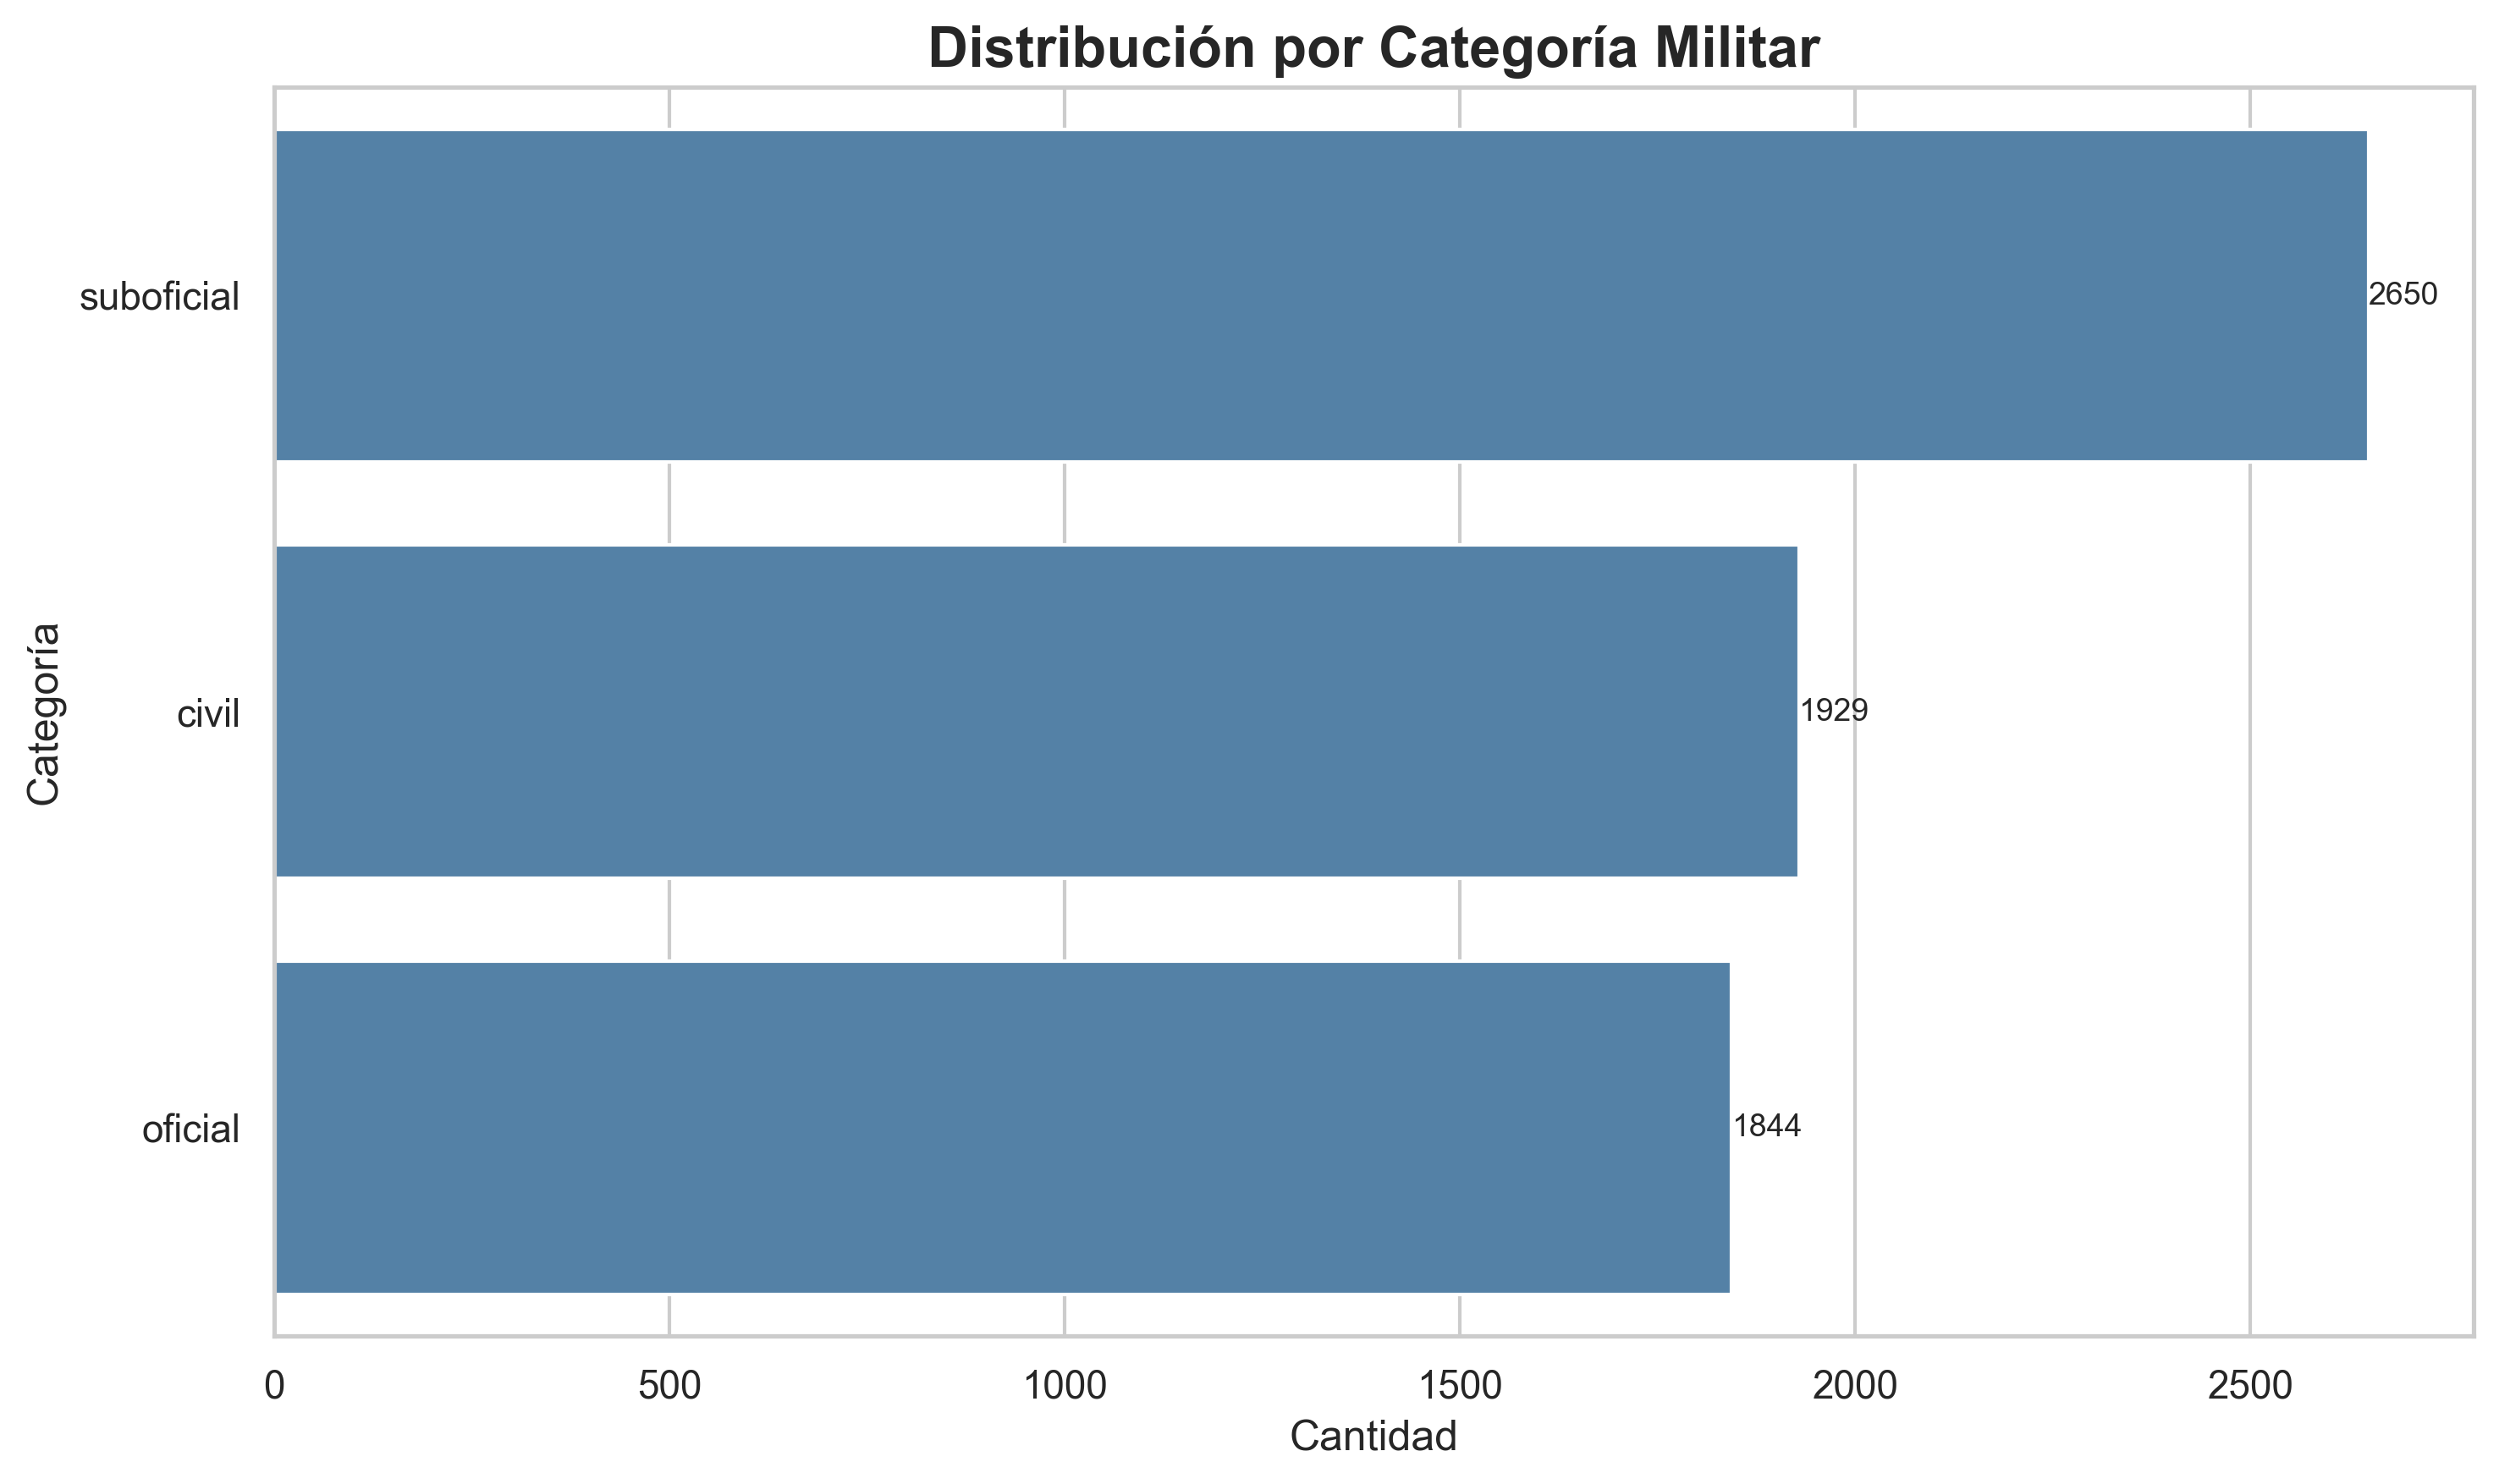 Distribución por Categoría Militar
suboficial
2650
civil
1929
oficial
1844
Categoría
0
500
1000
1500
2000
2500
Cantidad